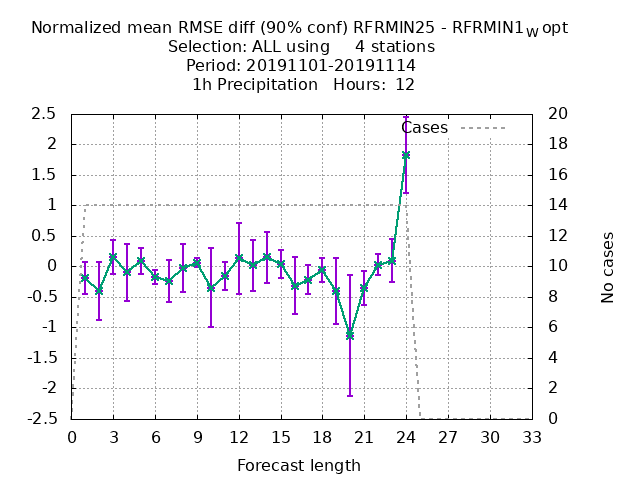 Normalized mean RMSE diff (90% conf) RFRMIN25 - RFRMIN1W opt
Selection: ALL using 4 stations
Period: 20191101-20191114
1h Precipitation Hours: 12
2.5
2
1.5
1
0.5
0
-0.5
-1
-1.5
-2
-2.5
Cases
20
18
16
14
12
10
8
6
4
2
0
No cases
0 3 6 9 12 15 18 21 24 27 30 33
Forecast length